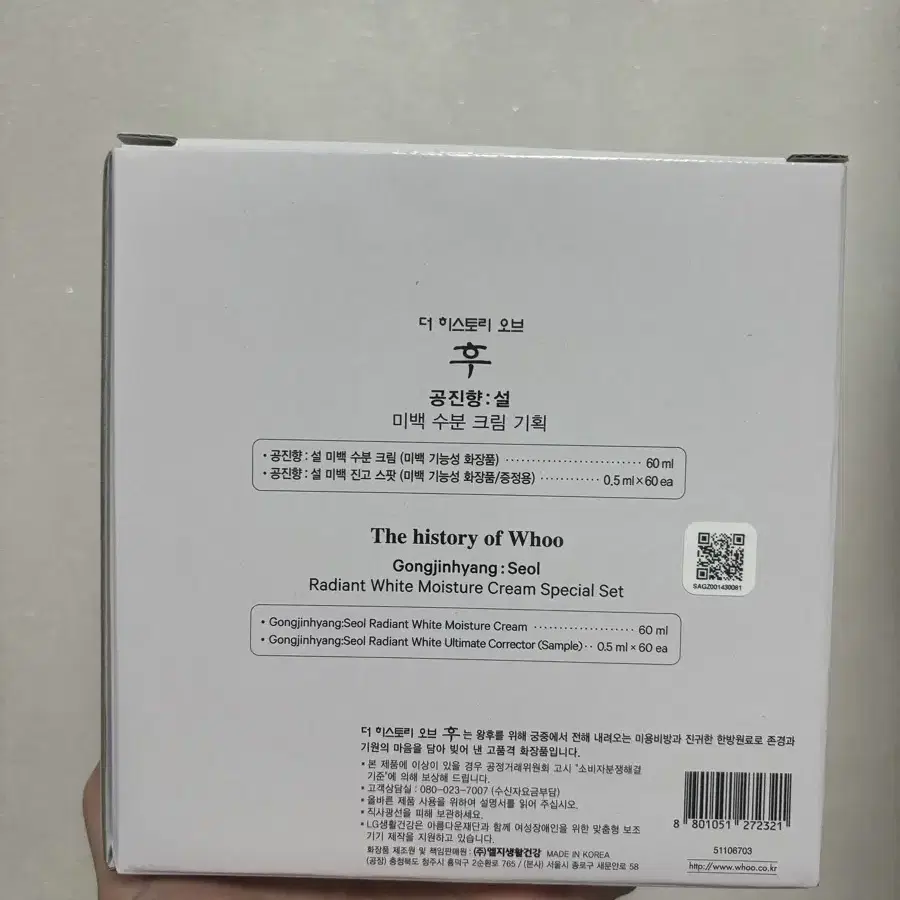 더 히스토리 오브
후
공진향:설
미백 수분 크림 기획
• 공진향: 설 미백 수분 크림 (미백 기능성 화장품) ························ 60 ml
• 공진향: 설 미백 진고 스팟 (미백 기능성 화장품/증정용) ············ 0.5 ml×60 ea
The history of Whoo
Gongjinhyang:Seol
Radiant White Moisture Cream Special Set
SAGZ001430081
• Gongjinhyang:Seol Radiant White Moisture Cream ·················· 60 ml
• Gongjinhyang:Seol Radiant White Ultimate Corrector (Sample)·· 0.5 ml × 60 ea
더 히스토리 오브 후는 왕후를 위해 궁중에서 전해 내려오는 미용비방과 진귀한 한방원료로 존경과
기원의 마음을 담아 빚어 낸 고품격 화장품입니다.
• 본 제품에 이상이 있을 경우 공정거래위원회 고시 "소비자분쟁해결
기준"에 의해 보상해 드립니다.
• 고객상담실 : 080-023-7007 (수신자요금부담)
• 올바른 제품 사용을 위하여 설명서를 읽어 주십시오.
• 직사광선을 피해 보관하세요.
• LG생활건강은 아름다운재단과 함께 여성장애인을 위한 맞춤형 보조
기기 제작을 지원하고 있습니다.
화장품 제조원 및 책임판매원 : (주)엘지생활건강 MADE IN KOREA
(공장) 충청북도 청주시 흥덕구 2순환로 765 / (본사) 서울시 종로구 새문안로 58
8 801051 272321
51106703
http://www.whoo.co.kr